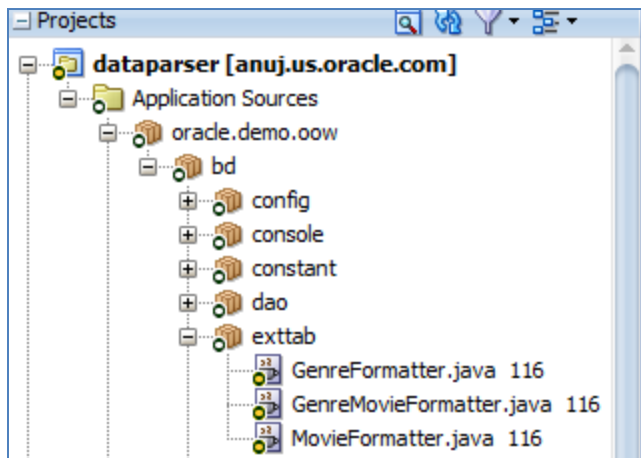 Projects
dataparser [anuj.us.oracle.com]
Application Sources
oracle.demo.oow
bd
config
console
constant
dao
exttab
GenreFormatter.java 116
GenreMovieFormatter.java 116
MovieFormatter.java 116